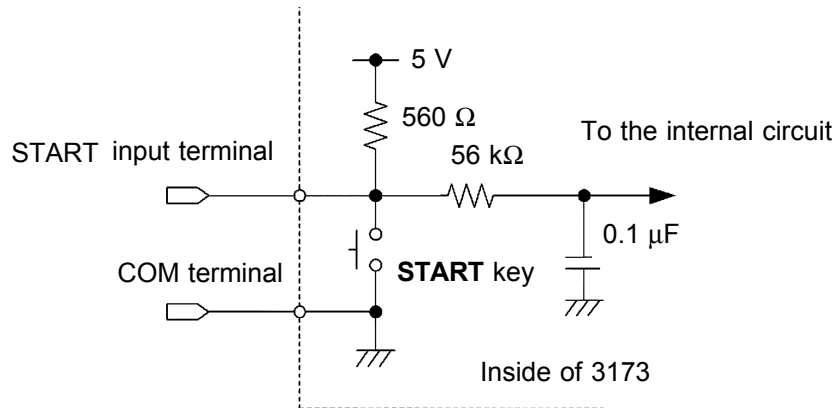 5 V
560 Ω
To the internal circuit
56 kΩ
START input terminal
0.1 μF
COM terminal
START key
Inside of 3173